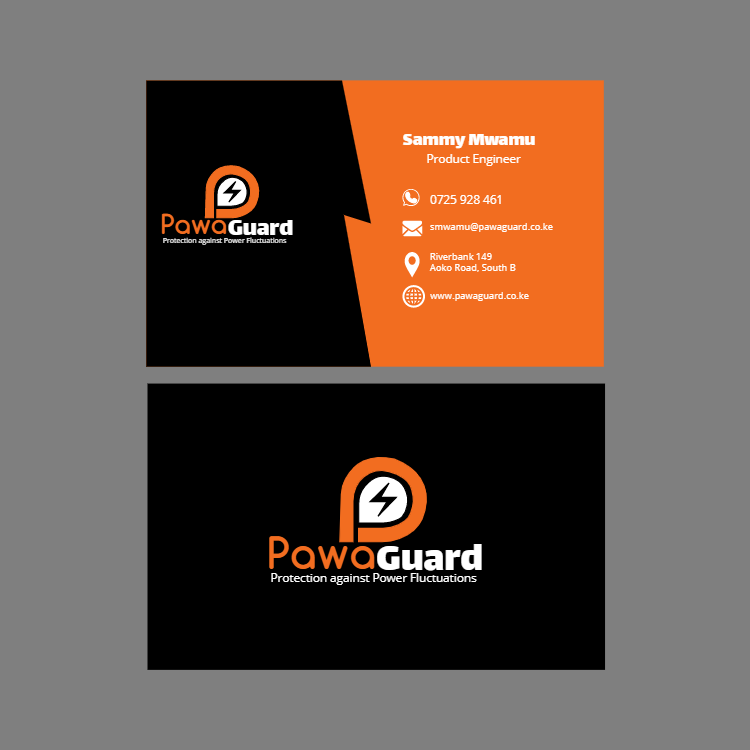 PawaGuard
Protection against Power Fluctuations
Sammy Mwamu
Product Engineer
0725 928 461
smwamu@pawaguard.co.ke
Riverbank 149
Aoko Road, South B
www.pawaguard.co.ke
PawaGuard
Protection against Power Fluctuations